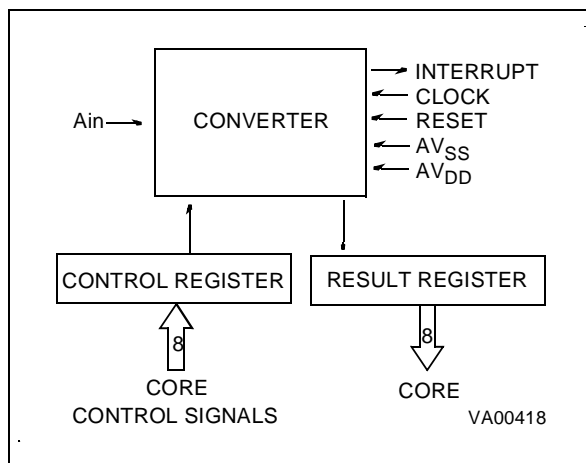 INTERRUPT
CLOCK
Ain
CONVERTER
RESET
AVSS
AVDD
CONTROL REGISTER
RESULT REGISTER
8
8
CORE
CONTROL SIGNALS
CORE
VA00418